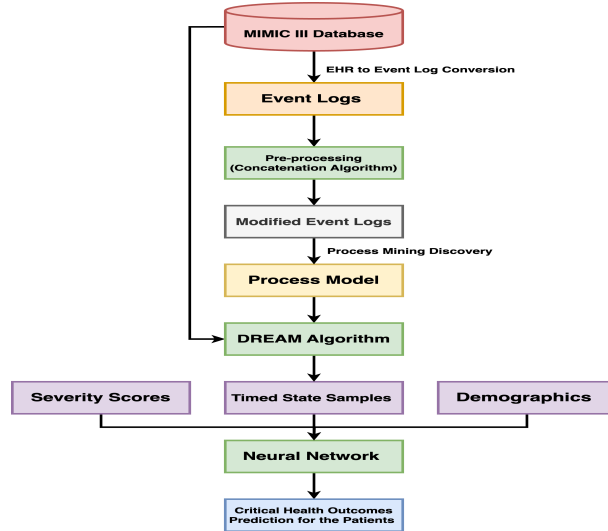 MIMIC III Database
EHR to Event Log Conversion
Event Logs
Pre-processing
(Concatenation Algorithm)
Modified Event Logs
Process Mining Discovery
Process Model
DREAM Algorithm
Severity Scores
Timed State Samples
Demographics
Neural Network
Critical Health Outcomes
Prediction for the Patients